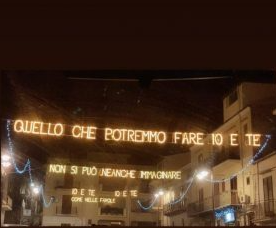 QUELLO CHE POTREMMO FARE IO E TE
NON SI PUÒ NEANCHE IMMAGINARE
IO E TE IO E TE
COME NELLE FAVOLE